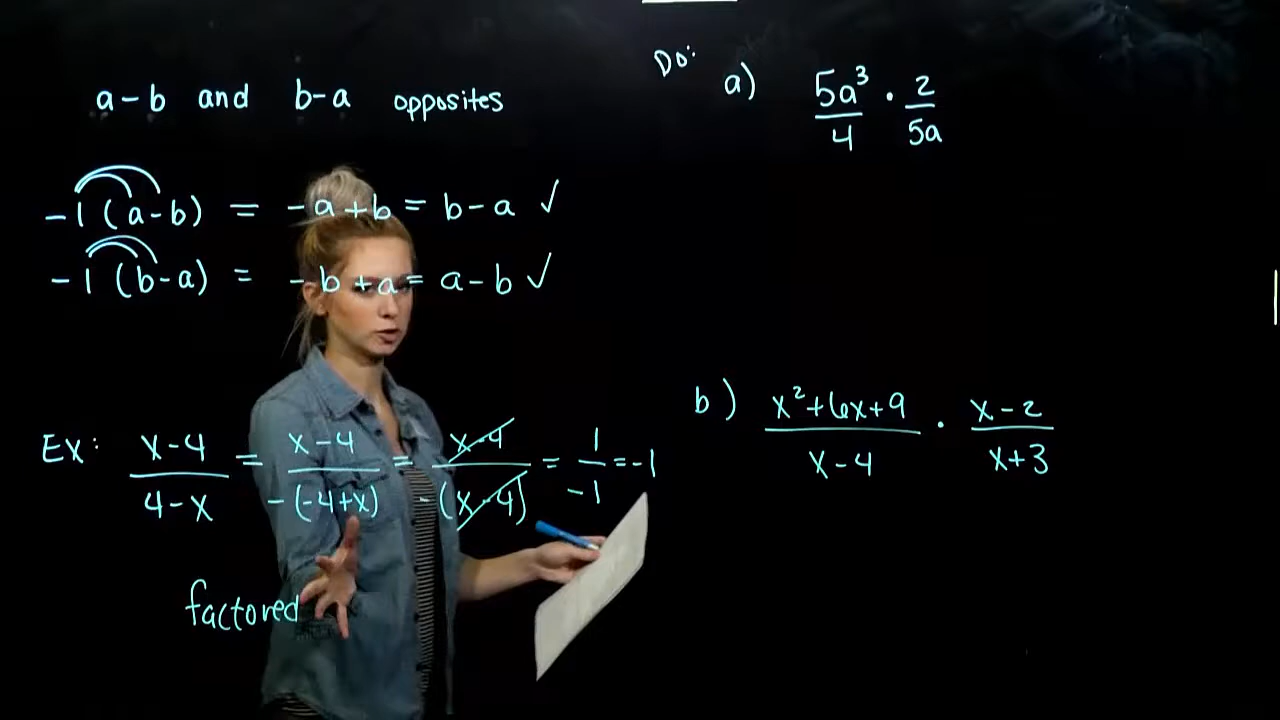 a-b and b-a opposites
-1(a-b) = -a+b = b-a ✓
-1(b-a) = -b+a = a-b ✓
Ex: (x-4)/(4-x) = (x-4)/(-(-4+x)) = (x-4)/(-(x-4)) = 1/-1 = -1
factored
Do:
a) 5a³/4 · 2/5a
b) (x²+6x+9)/(x-4) · (x-2)/(x+3)